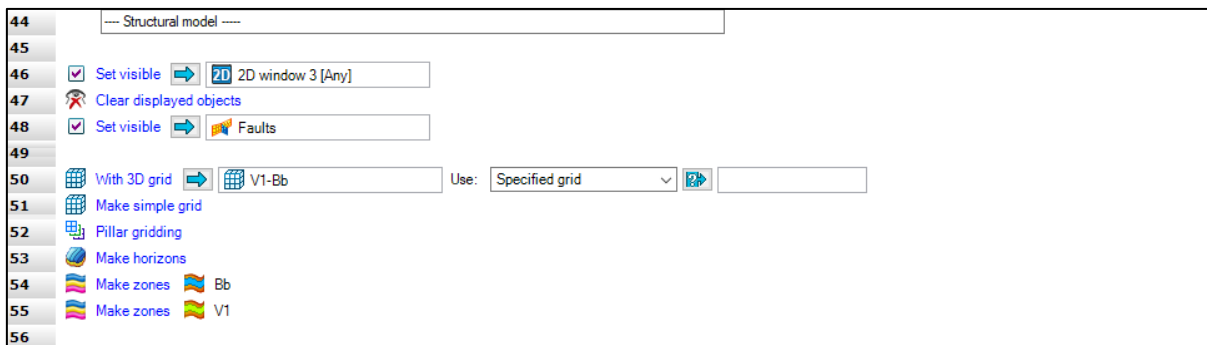 44 ---- Structural model -----
45
46 Set visible 2D 2D window 3 [Any]
47 Clear displayed objects
48 Set visible Faults
49
50 With 3D grid V1-Bb Use: Specified grid
51 Make simple grid
52 Pillar gridding
53 Make horizons
54 Make zones Bb
55 Make zones V1
56